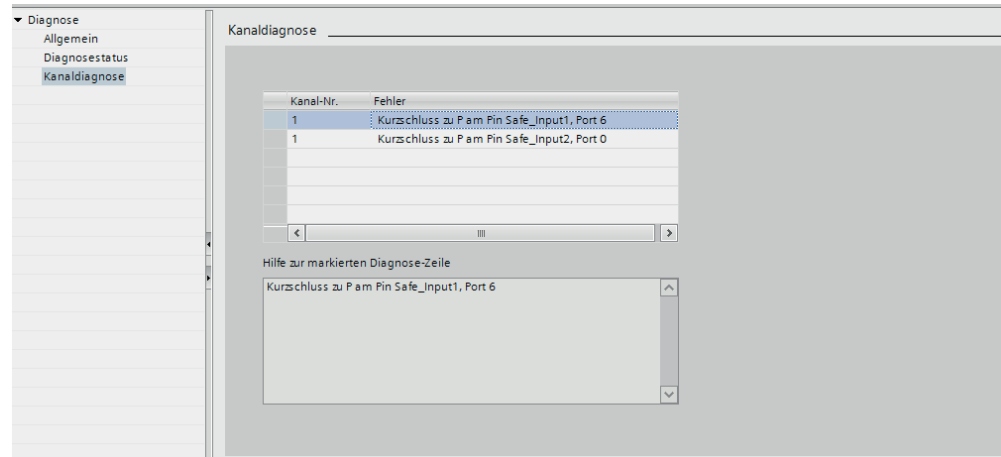 Diagnose
Allgemein
Diagnosestatus
Kanaldiagnose
Kanaldiagnose
Kanal-Nr. Fehler
1 Kurzschluss zu P am Pin Safe_Input1, Port 6
1 Kurzschluss zu P am Pin Safe_Input2, Port 0
Hilfe zur markierten Diagnose-Zeile
Kurzschluss zu P am Pin Safe_Input1, Port 6